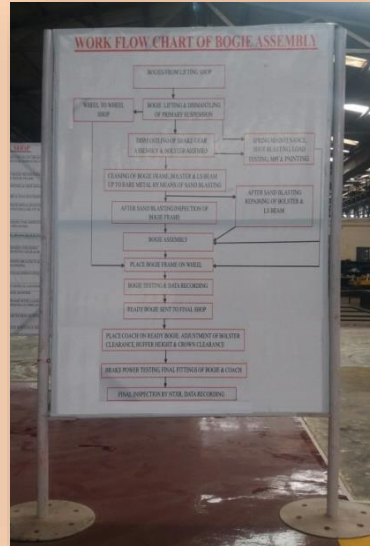 WORK FLOW CHART OF BOGIE ASSEMBLY
BOGIES FROM LIFTING SHOP
WHEEL TO WHEEL
SHOP
BOGIE LIFTING & DISMANTLING
OF PRIMARY SUSPENSION
DISMANTLING OF BRAKE GEAR
SPRING MAINTENANCE,
TESTING, & PAINTING
CLEANING OF BOGIE FRAME, BOLSTER & LS BEAM
UP TO BARE METAL BY MEANS OF SAND BLASTING
AFTER SAND BLASTING INSPECTION OF
BOGIE FRAME
AFTER SAND BLASTING
REPAIRING OF BOLSTER &
LS BEAM
BOGIE ASSEMBLY
PLACE BOGIE FRAME ON WHEEL
BOGIE TESTING & DATA RECORDING
READY BOGIE SENT SHOP
PLACE COACH ON READY BOGIE, ADJUSTMENT OF BOLSTER
CLEARANCE, BUFFER HEIGHT & CROWN CLEARANCE
BRAKE POWER TESTING FINAL FITTINGS OF BOGIE & COACH
FINAL INSPECTION BY DATA RECORDING